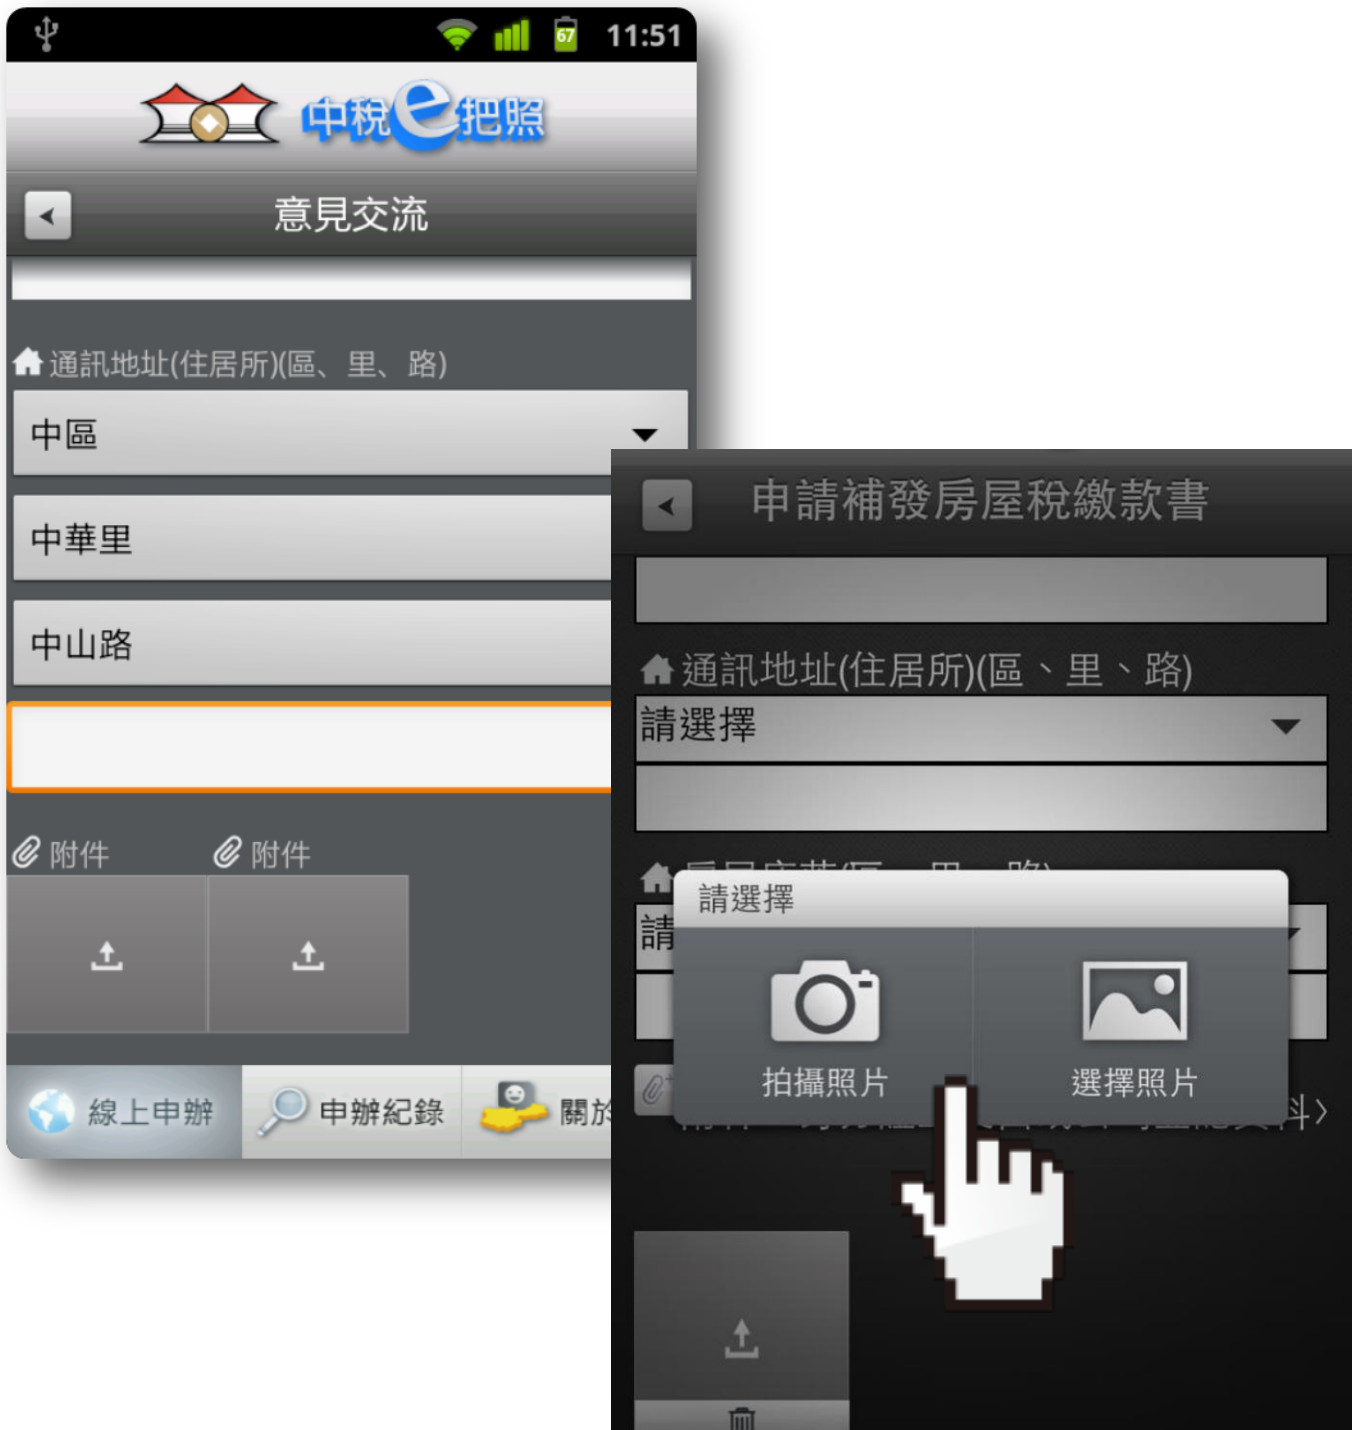 67 11:51
中稅e把照
意見交流
通訊地址(住居所)(區、里、路)
中區
中華里
中山路
附件 附件
線上申辦 申辦紀錄 關於
申請補發房屋稅繳款書
通訊地址(住居所)(區、里、路)
請選擇
請選擇
拍攝照片 選擇照片